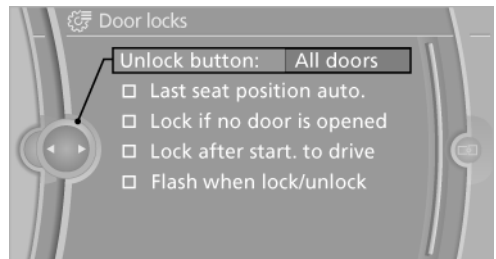 Door locks
Unlock button: All doors
Last seat position auto.
Lock if no door is opened
Lock after start. to drive
Flash when lock/unlock